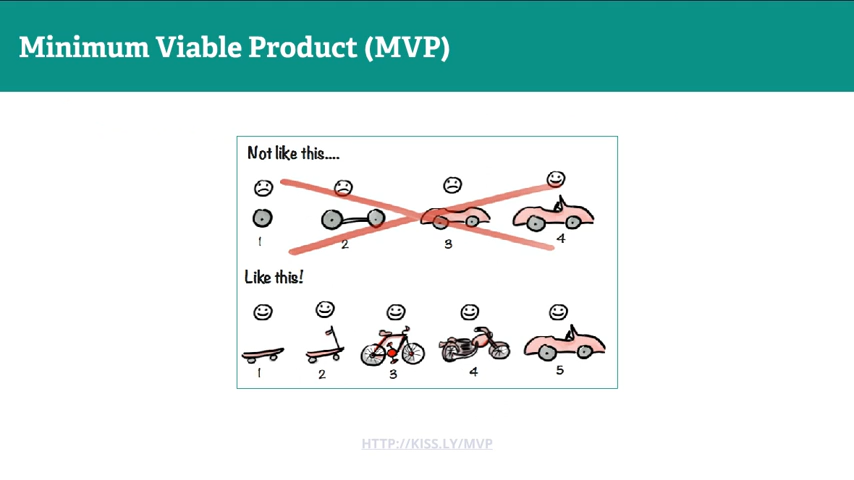 Minimum Viable Product (MVP)
Not like this....
1 2 3 4
Like this!
1 2 3 4 5
HTTP://KISS.LY/MVP